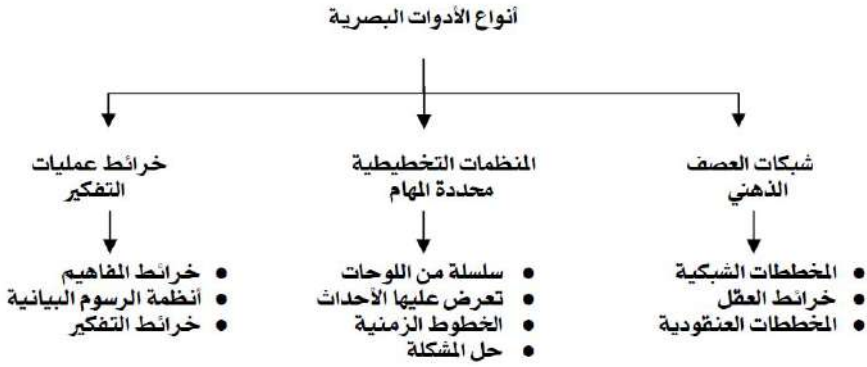 أنواع الأدوات البصرية
شبكات العصف
الذهني
المنظمات التخطيطية
محددة المهام
خرائط عمليات
التفكير
• المخططات الشبكية
• خرائط العقل
• المخططات العنقودية
• سلسلة من اللوحات
• تعرض عليها الأحداث
• الخطوط الزمنية
• حل المشكلة
• خرائط المفاهيم
• أنظمة الرسوم البيانية
• خرائط التفكير